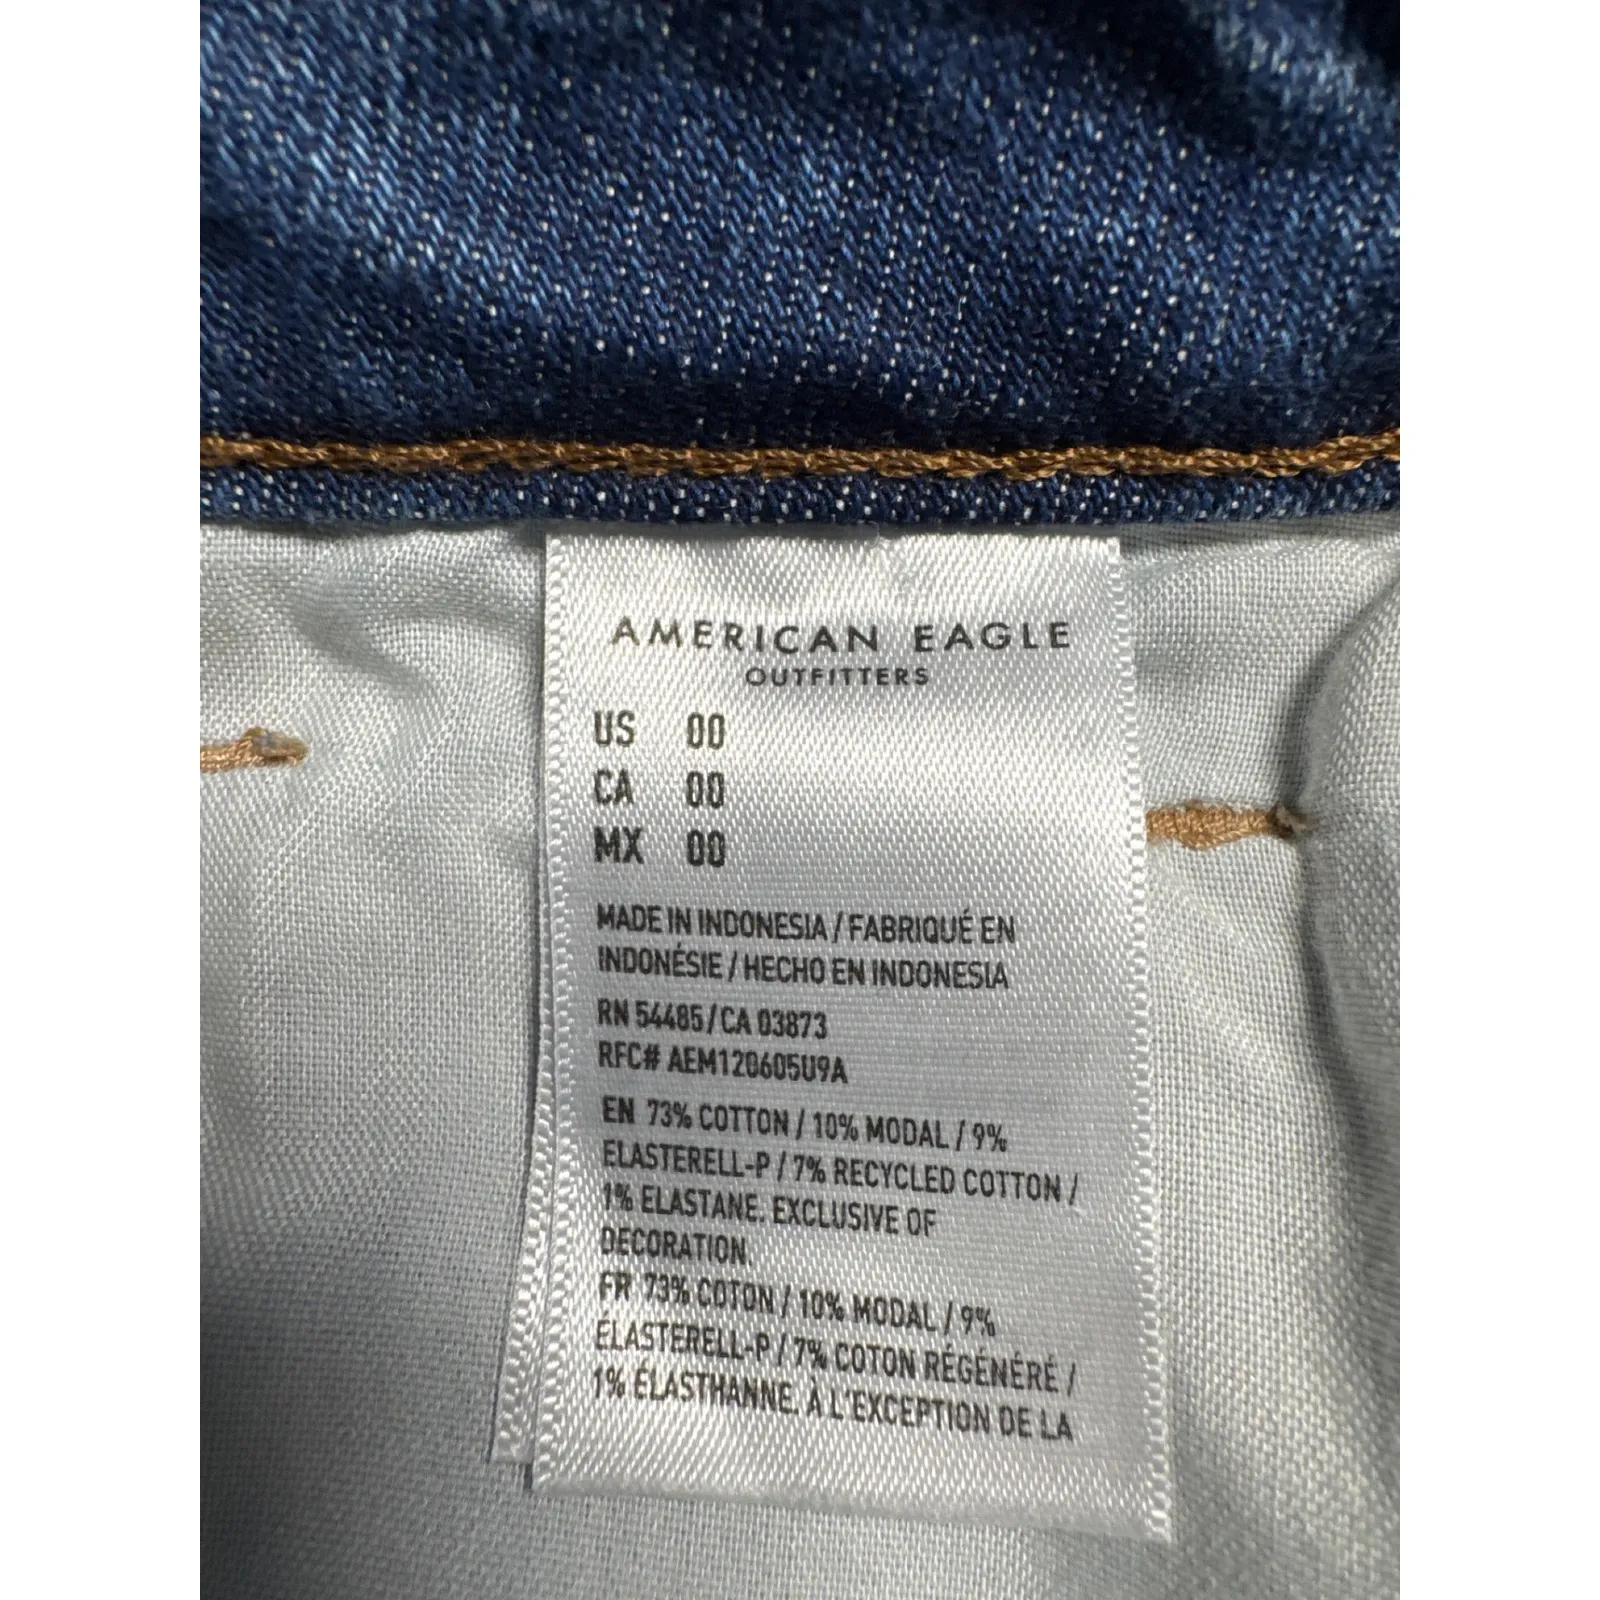 AMERICAN EAGLE
OUTFITTERS
US 00
CA 00
MX 00
MADE IN INDONESIA / FABRIQUÉ EN
INDONÉSIE / HECHO EN INDONESIA
RN 54485 / CA 03873
RFC# AEM120605U9A
EN 73% COTTON / 10% MODAL / 9%
ELASTERELL-P / 7% RECYCLED COTTON /
1% ELASTANE. EXCLUSIVE OF
DECORATION.
FR 73% COTON / 10% MODAL / 9%
ÉLASTERELL-P / 7% COTON RÉGÉNÉRÉ /
1% ÉLASTHANNE. À L'EXCEPTION DE LA